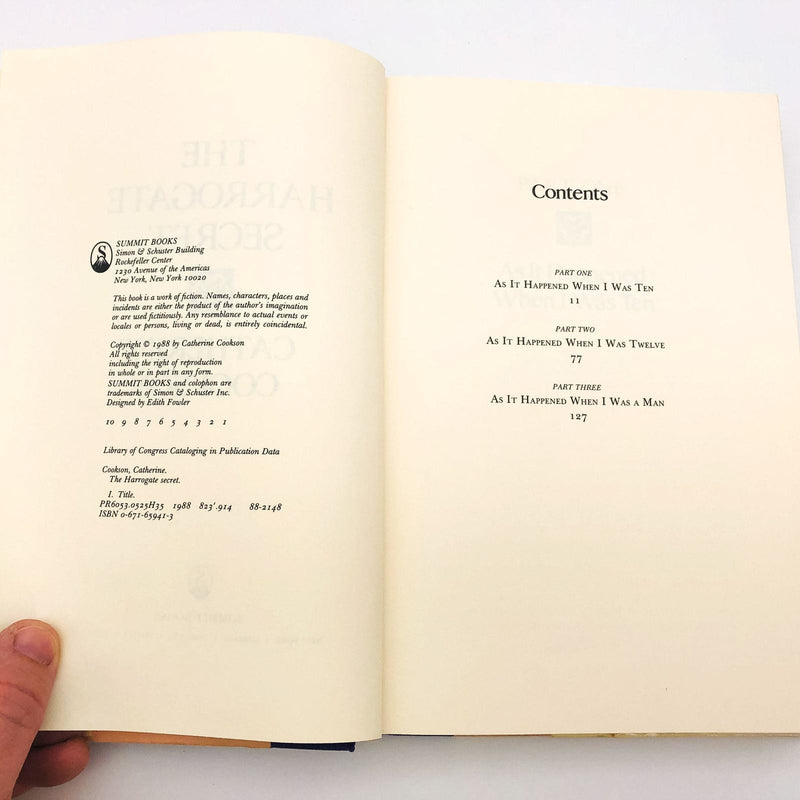 SUMMIT BOOKS
Simon & Schuster Building
Rockefeller Center
1230 Avenue of the Americas
New York, New York 10020
This book is a work of fiction. Names, characters, places and
incidents are either the product of the author's imagination
or are used fictitiously. Any resemblance to actual events or
locales or persons, living or dead, is entirely coincidental.
Copyright © 1988 by Catherine Cookson
All rights reserved
including the right of reproduction
in whole or in part in any form.
SUMMIT BOOKS and colophon are
trademarks of Simon & Schuster Inc.
Designed by Edith Fowler
10 9 8 7 6 5 4 3 2 1
Library of Congress Cataloging in Publication Data
Cookson, Catherine.
The Harrogate secret.
I. Title.
PR6053.0525H35 1988 823'.914 88-2148
ISBN 0-671-65941-3
Contents
PART ONE
As It Happened When I Was Ten
11
PART TWO
As It Happened When I Was Twelve
77
PART THREE
As It Happened When I Was a Man
127